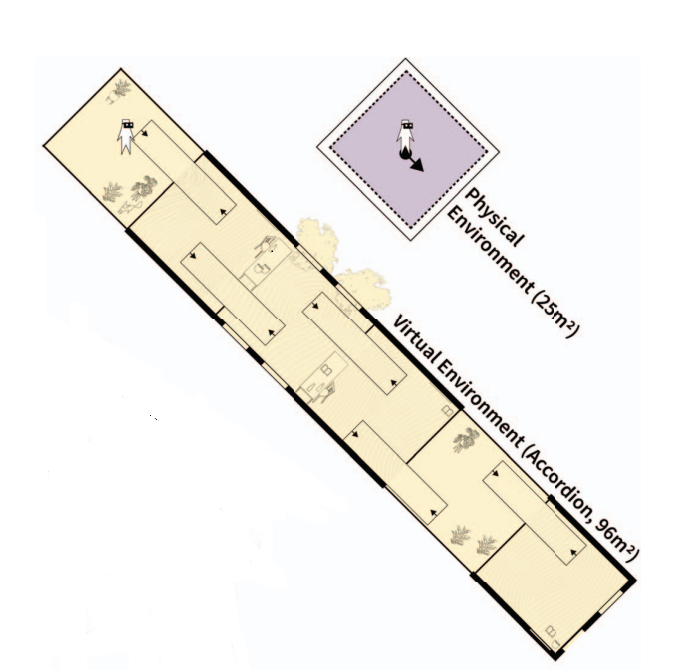 Physical
Environment (25m²)
Virtual Environment (Accordion, 96m²)